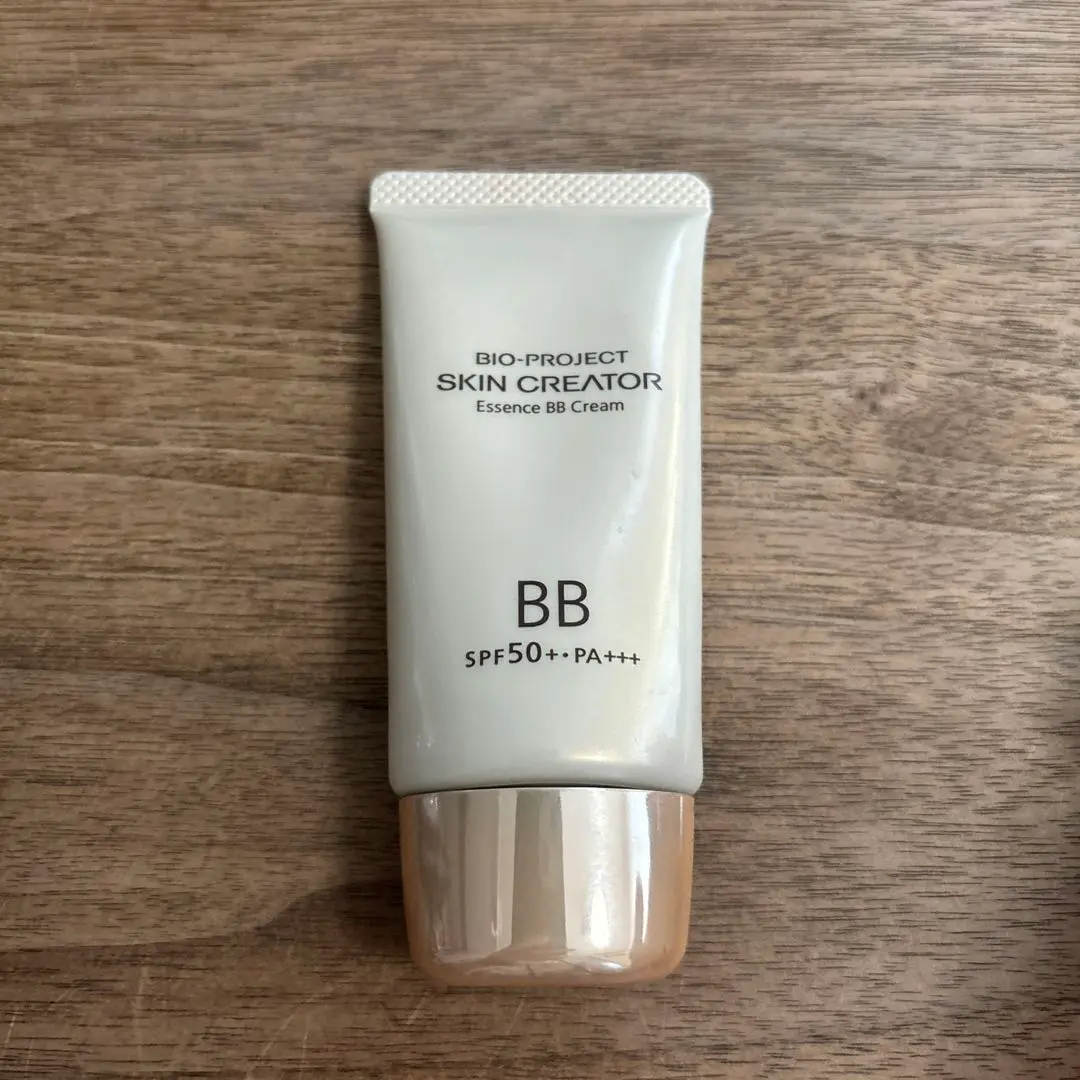 BIO-PROJECT
SKIN CREATOR
Essence BB Cream
BB
SPF50+・PA+++